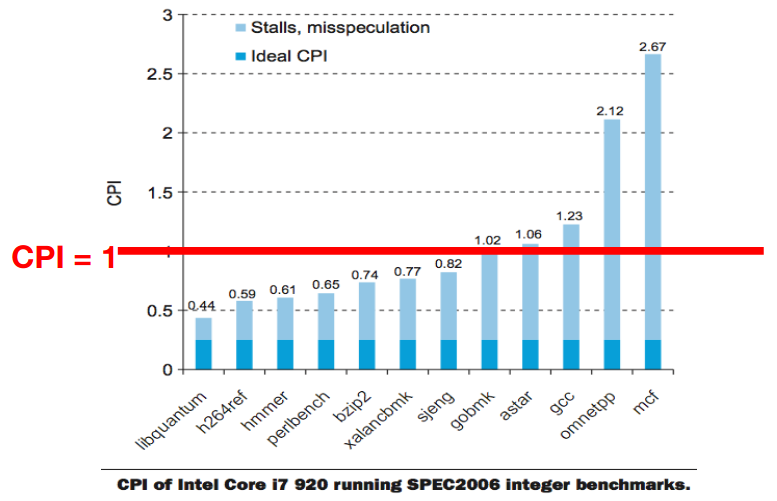 3
Stalls, misspeculation
Ideal CPI
2.5
2
1.5
CPI
CPI = 1
0.5
0
0.44
0.59
0.61
0.65
0.74
0.77
0.82
1.02
1.06
1.23
2.12
2.67
libquantum
h264ref
hmmer
perlbench
bzip2
xalancbmk
sjeng
gobmk
astar
gcc
omnetpp
mcf
CPI of Intel Core i7 920 running SPEC2006 integer benchmarks.